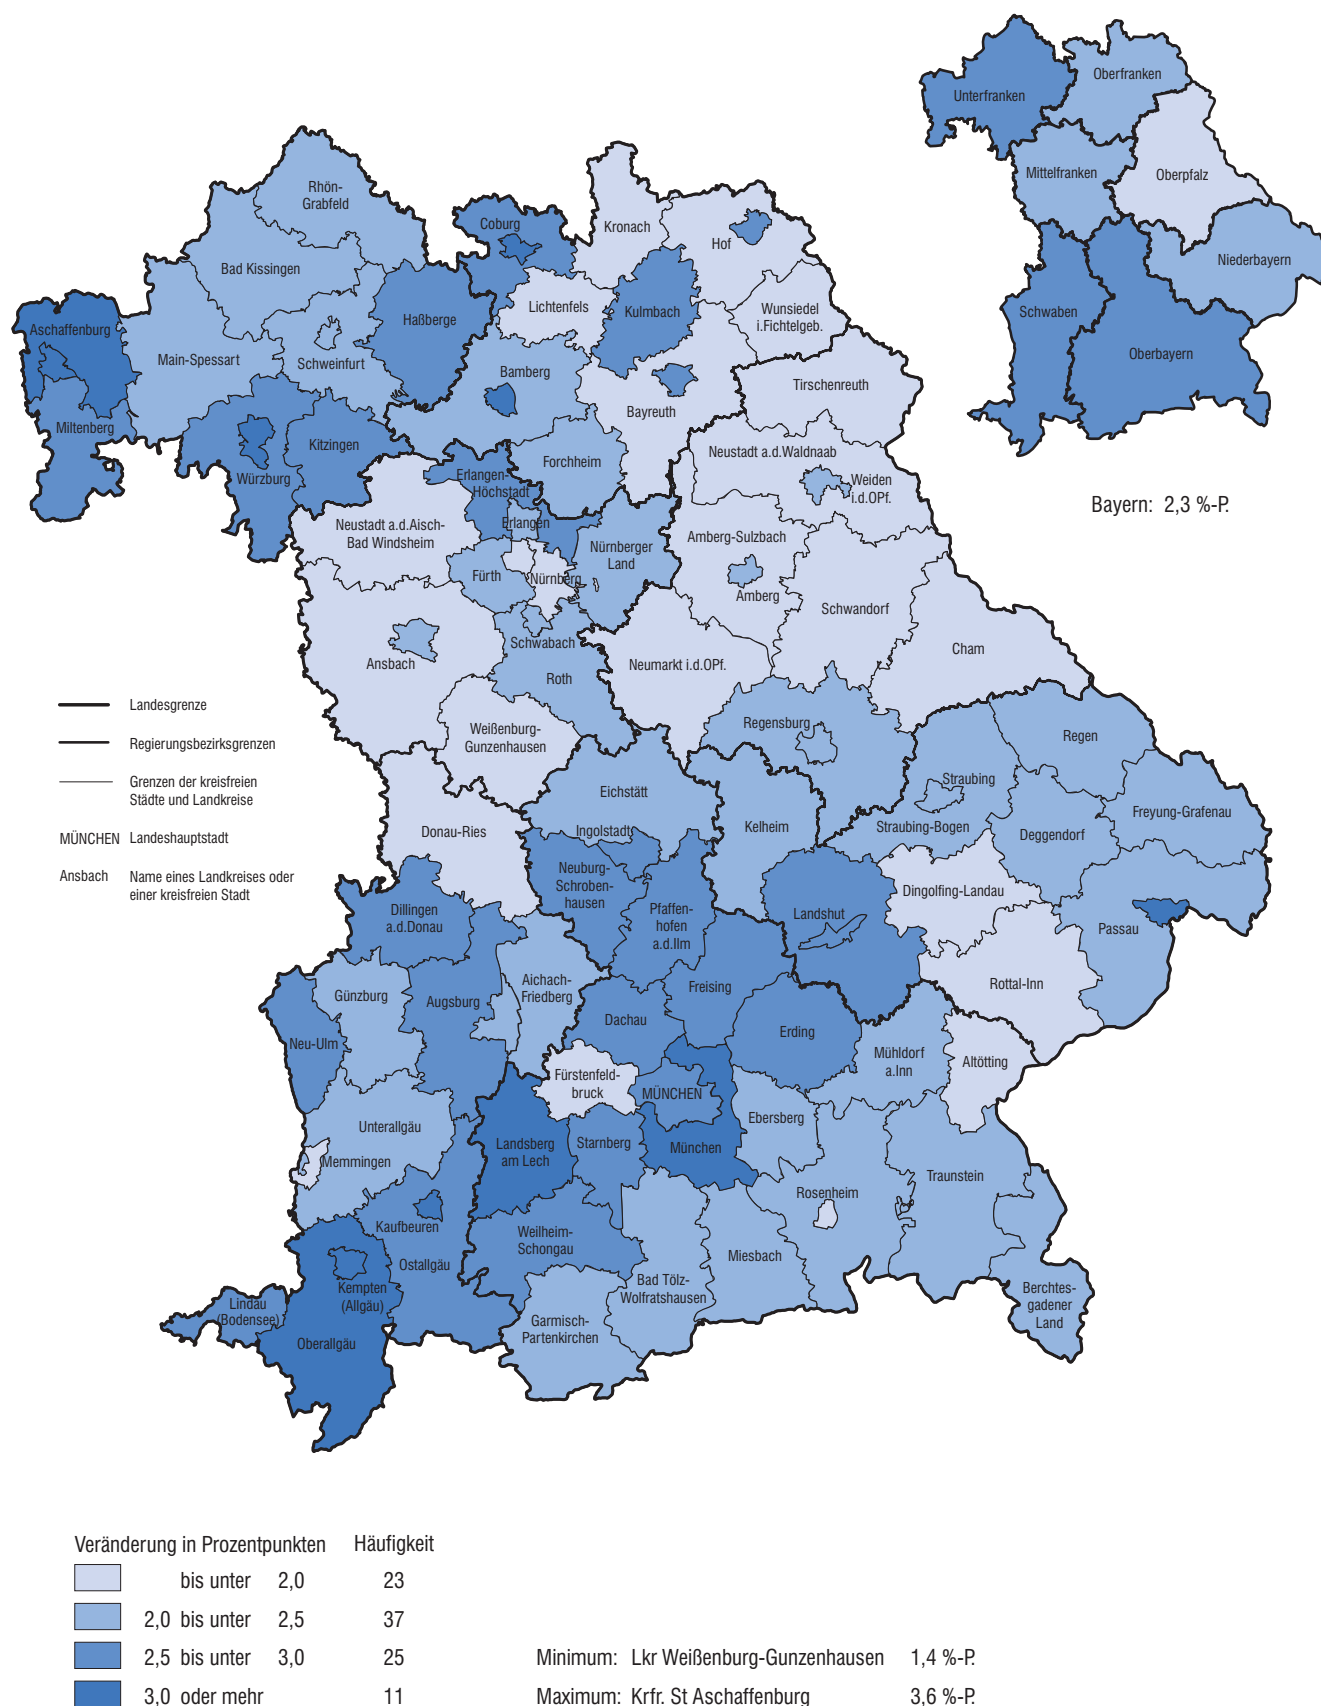 Oberfranken
Unterfranken
Mittelfranken
Oberpfalz
Niederbayern
Schwaben
Oberbayern
Bayern: 2,3 %-P.
Rhön-
Grabfeld
Coburg
Kronach
Hof
Bad Kissingen
Lichtenfels
Kulmbach
Wunsiedel
i.Fichtelgeb.
Haßberge
Aschaffenburg
Main-Spessart
Schweinfurt
Bamberg
Bayreuth
Tirschenreuth
Miltenberg
Würzburg
Kitzingen
Forchheim
Erlangen-
Höchstadt
Neustadt a.d.Waldnaab
Weiden
i.d.OPf.
Erlangen
Neustadt a.d.Aisch-
Bad Windsheim
Nürnberger
Land
Amberg-Sulzbach
Fürth
Nürnberg
Amberg
Schwandorf
Schwabach
Cham
Ansbach
Neumarkt i.d.OPf.
Roth
Weißenburg-
Gunzenhausen
Regensburg
Regen
Straubing
Eichstätt
Freyung-Grafenau
Donau-Ries
Ingolstadt
Kelheim
Straubing-Bogen
Deggendorf
Neuburg-
Schroben-
hausen
Dingolfing-Landau
Dillingen
a.d.Donau
Pfaffen-
hofen
a.d.Ilm
Landshut
Passau
Günzburg
Augsburg
Aichach-
Friedberg
Freising
Rottal-Inn
Neu-Ulm
Dachau
Erding
Mühldorf
a.Inn
Altötting
Fürstenfeld-
bruck
MÜNCHEN
Ebersberg
Unterallgäu
Memmingen
Landsberg
am Lech
Starnberg
München
Traunstein
Rosenheim
Kaufbeuren
Weilheim-
Schongau
Miesbach
Ostallgäu
Bad Tölz-
Wolfratshausen
Kempten
(Allgäu)
Berchtes-
gadener
Land
Lindau
(Bodensee)
Oberallgäu
Garmisch-
Partenkirchen
Landesgrenze
Regierungsbezirksgrenzen
Grenzen der kreisfreien
Städte und Landkreise
MÜNCHEN Landeshauptstadt
Ansbach Name eines Landkreises oder
einer kreisfreien Stadt
Veränderung in Prozentpunkten Häufigkeit
bis unter 2,0 23
2,0 bis unter 2,5 37
2,5 bis unter 3,0 25
3,0 oder mehr 11
Minimum: Lkr Weißenburg-Gunzenhausen 1,4 %-P.
Maximum: Krfr. St Aschaffenburg 3,6 %-P.